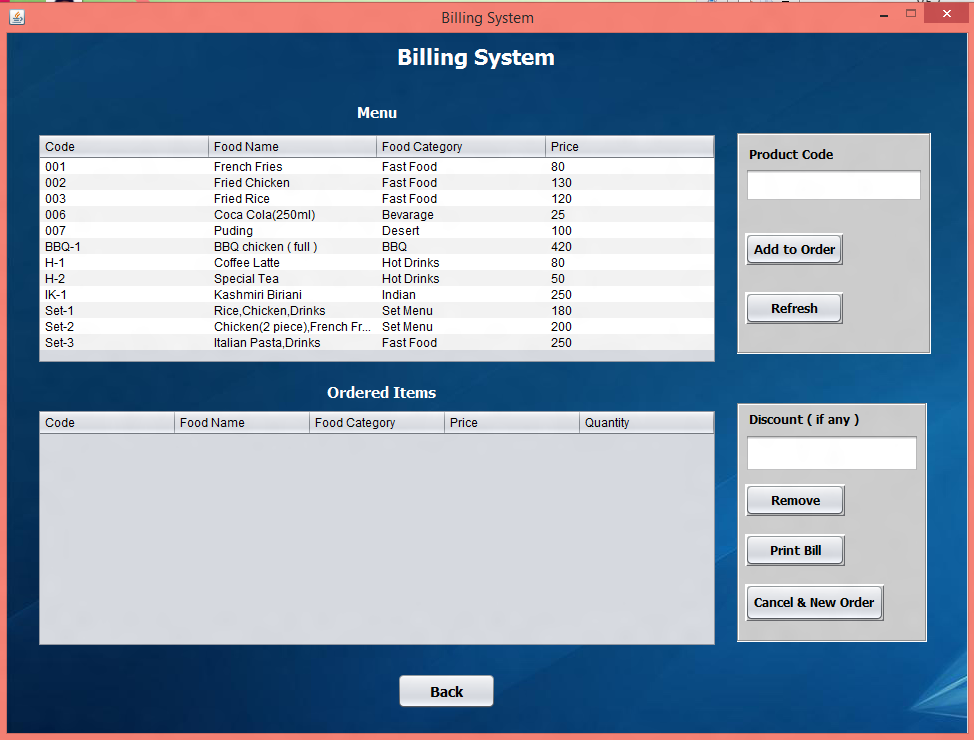 Billing System
Billing System
Menu
Code Food Name Food Category Price
001 French Fries Fast Food 80
002 Fried Chicken Fast Food 130
003 Fried Rice Fast Food 120
006 Coca Cola(250ml) Bevarage 25
007 Puding Desert 100
BBQ-1 BBQ chicken ( full ) BBQ 420
H-1 Coffee Latte Hot Drinks 80
H-2 Special Tea Hot Drinks 50
IK-1 Kashmiri Biriani Indian 250
Set-1 Rice,Chicken,Drinks Set Menu 180
Set-2 Chicken(2 piece),French Fr... Set Menu 200
Set-3 Italian Pasta,Drinks Fast Food 250
Product Code
Add to Order
Refresh
Ordered Items
Code Food Name Food Category Price Quantity
Discount ( if any )
Remove
Print Bill
Cancel & New Order
Back